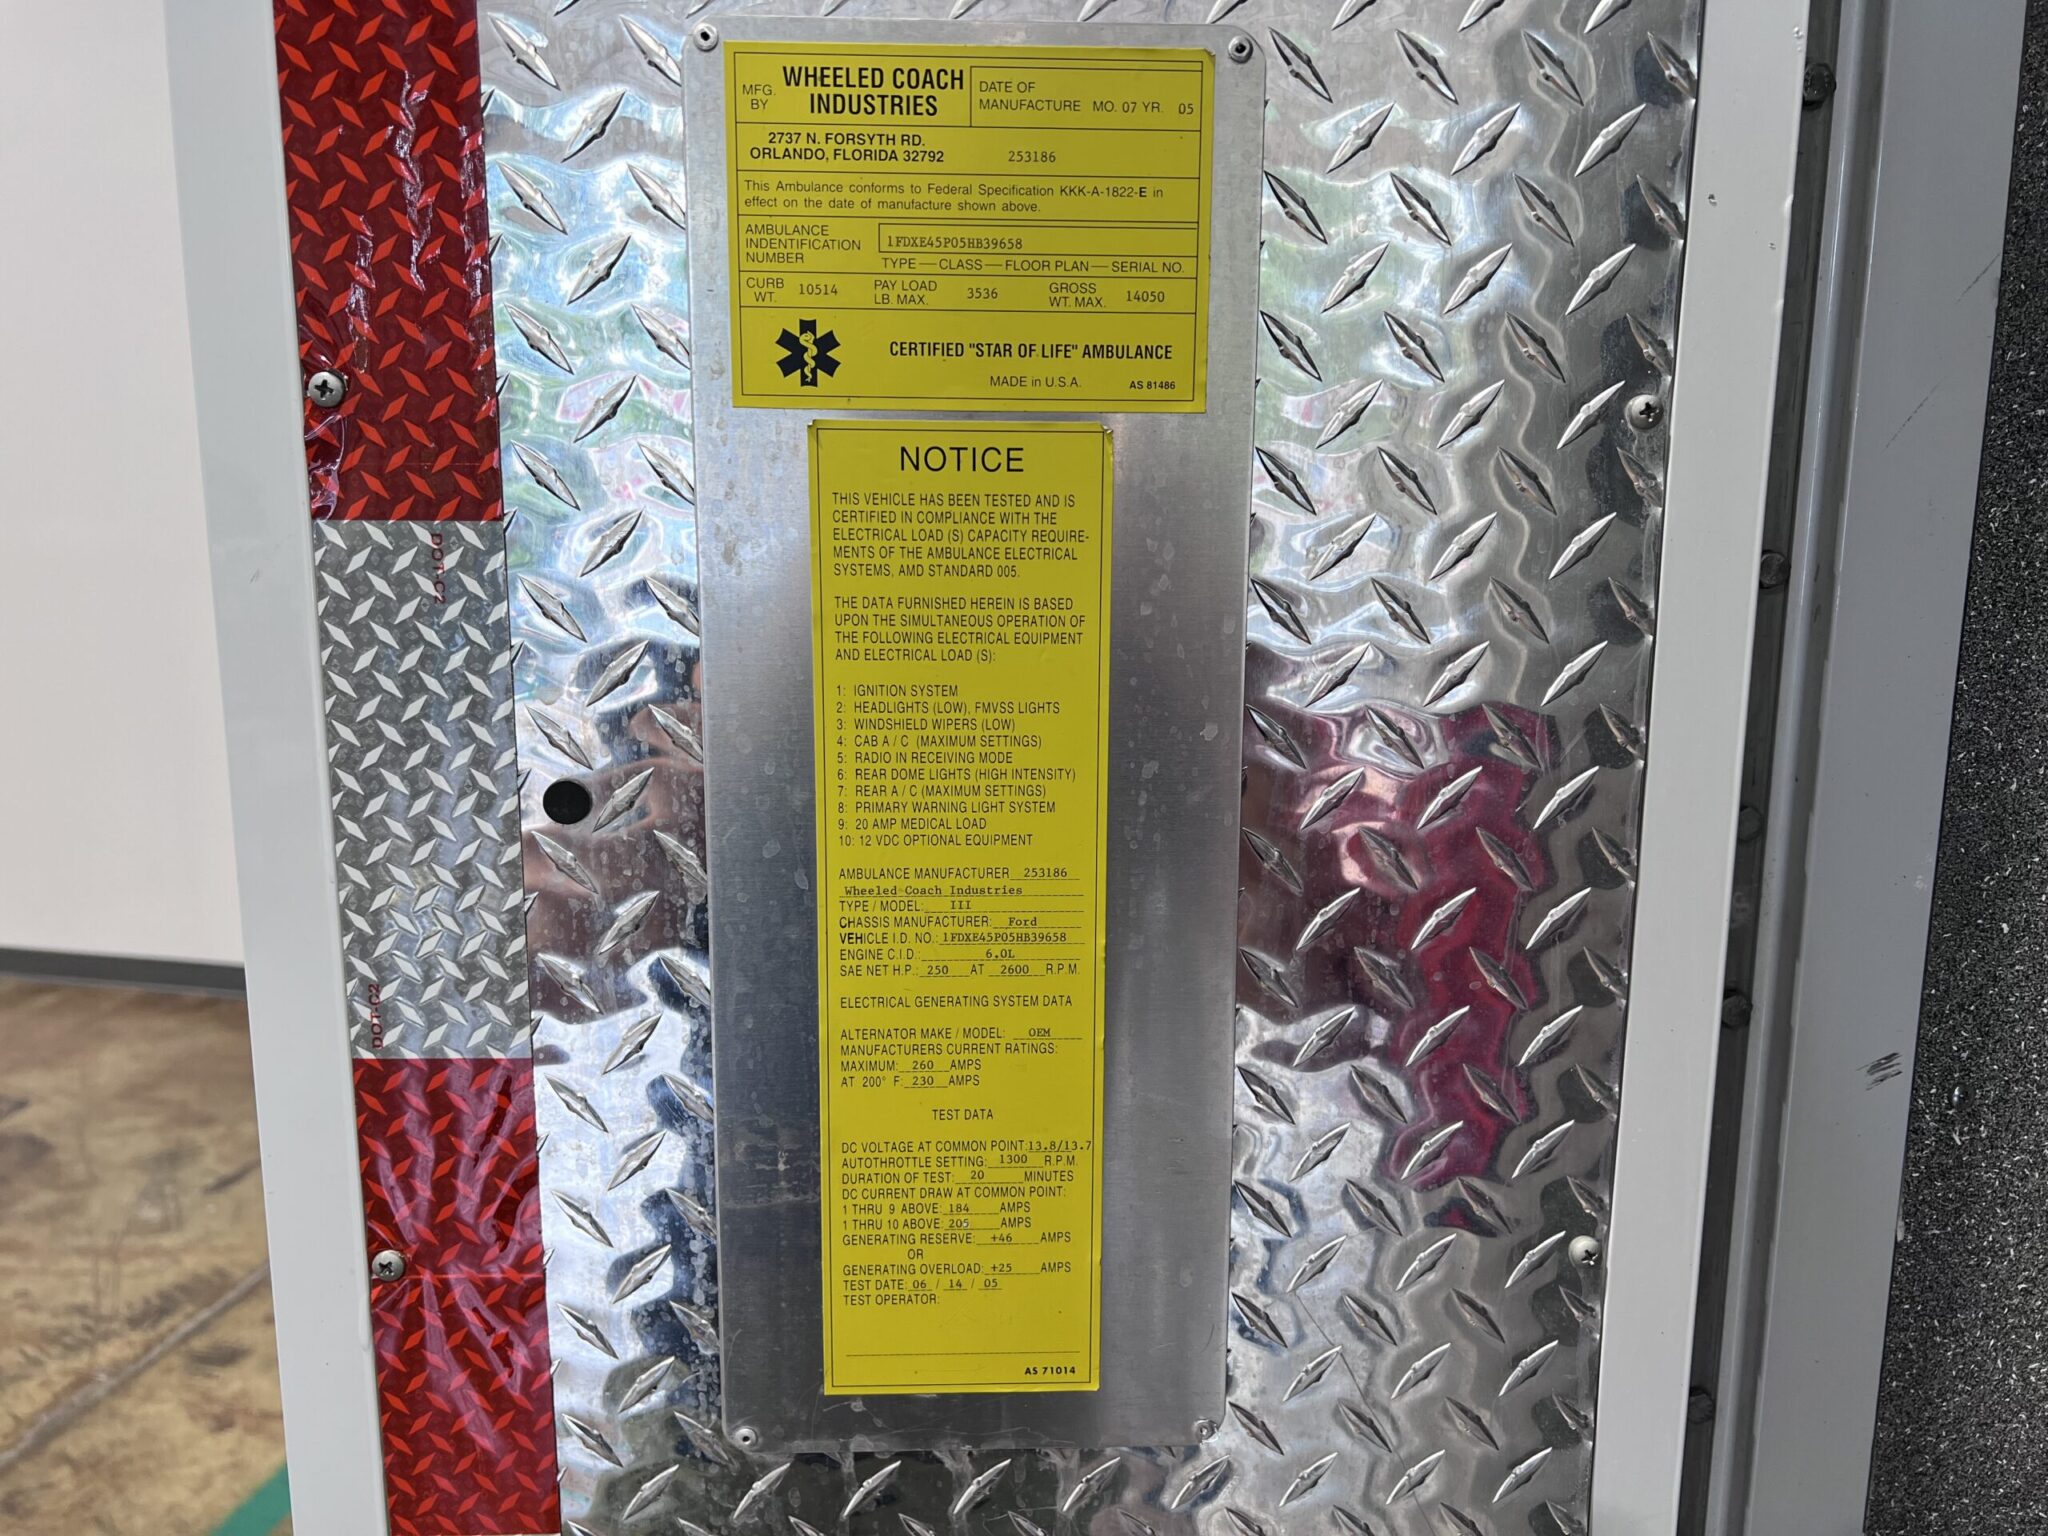 MFG. BY WHEELED COACH INDUSTRIES
DATE OF MANUFACTURE MO. 07 YR. 05
2737 N. FORSYTH RD.
ORLANDO, FLORIDA 32792 253186
This Ambulance conforms to Federal Specification KKK-A-1822-E in
effect on the date of manufacture shown above.
AMBULANCE INDENTIFICATION NUMBER 1FDXE45P05HB39658
TYPE — CLASS — FLOOR PLAN — SERIAL NO.
CURB WT. 10514 PAY LOAD LB. MAX. 3536 GROSS WT. MAX. 14050
CERTIFIED "STAR OF LIFE" AMBULANCE
MADE in U.S.A. AS 81486
NOTICE
THIS VEHICLE HAS BEEN TESTED AND IS
CERTIFIED IN COMPLIANCE WITH THE
ELECTRICAL LOAD (S) CAPACITY REQUIRE-
MENTS OF THE AMBULANCE ELECTRICAL
SYSTEMS, AMD STANDARD 005.
THE DATA FURNISHED HEREIN IS BASED
UPON THE SIMULTANEOUS OPERATION OF
THE FOLLOWING ELECTRICAL EQUIPMENT
AND ELECTRICAL LOAD (S):
1: IGNITION SYSTEM
2: HEADLIGHTS (LOW), FMVSS LIGHTS
3: WINDSHIELD WIPERS (LOW)
4: CAB A / C (MAXIMUM SETTINGS)
5: RADIO IN RECEIVING MODE
6: REAR DOME LIGHTS (HIGH INTENSITY)
7: REAR A / C (MAXIMUM SETTINGS)
8: PRIMARY WARNING LIGHT SYSTEM
9: 20 AMP MEDICAL LOAD
10: 12 VDC OPTIONAL EQUIPMENT
AMBULANCE MANUFACTURER 253186
Wheeled Coach Industries
TYPE / MODEL: III
CHASSIS MANUFACTURER: Ford
VEHICLE I.D. NO.: 1FDXE45P05HB39658
ENGINE C.I.D.: 6.0L
SAE NET H.P.: 250 AT 2600 R.P.M.
ELECTRICAL GENERATING SYSTEM DATA
ALTERNATOR MAKE / MODEL: OEM
MANUFACTURERS CURRENT RATINGS:
MAXIMUM: 260 AMPS
AT 200° F: 230 AMPS
TEST DATA
DC VOLTAGE AT COMMON POINT: 13.8/13.7
AUTOTHROTTLE SETTING: 1300 R.P.M.
DURATION OF TEST: 20 MINUTES
DC CURRENT DRAW AT COMMON POINT:
1 THRU 9 ABOVE: 184 AMPS
1 THRU 10 ABOVE: 205 AMPS
GENERATING RESERVE: +46 AMPS
OR
GENERATING OVERLOAD: +25 AMPS
TEST DATE: 06 / 14 / 05
TEST OPERATOR:
AS 71014
DOT-C2
DOT-C2